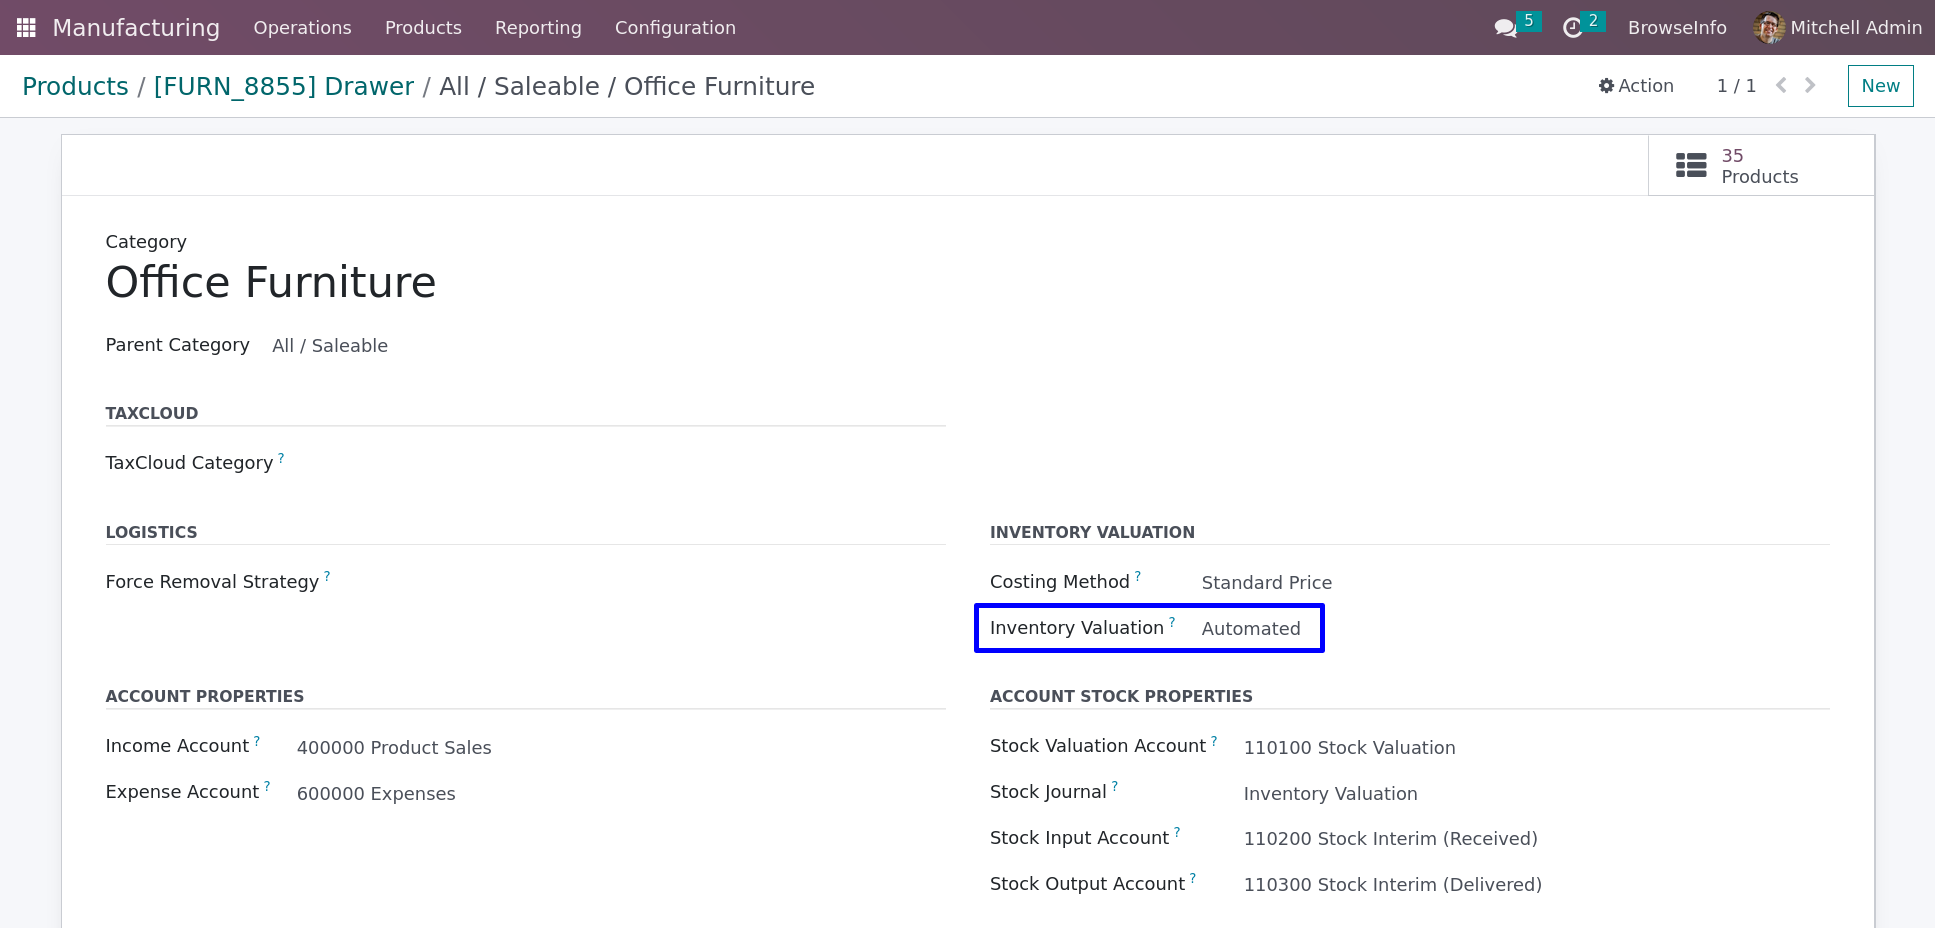 Manufacturing Operations Products Reporting Configuration 5 2 BrowseInfo Mitchell Admin
Products / [FURN_8855] Drawer / All / Saleable / Office Furniture Action 1 / 1 New
35
Products
Category
Office Furniture
Parent Category All / Saleable
TAXCLOUD
TaxCloud Category ?
LOGISTICS
Force Removal Strategy ?
INVENTORY VALUATION
Costing Method ? Standard Price
Inventory Valuation ? Automated
ACCOUNT PROPERTIES
Income Account ? 400000 Product Sales
Expense Account ? 600000 Expenses
ACCOUNT STOCK PROPERTIES
Stock Valuation Account ? 110100 Stock Valuation
Stock Journal ? Inventory Valuation
Stock Input Account ? 110200 Stock Interim (Received)
Stock Output Account ? 110300 Stock Interim (Delivered)